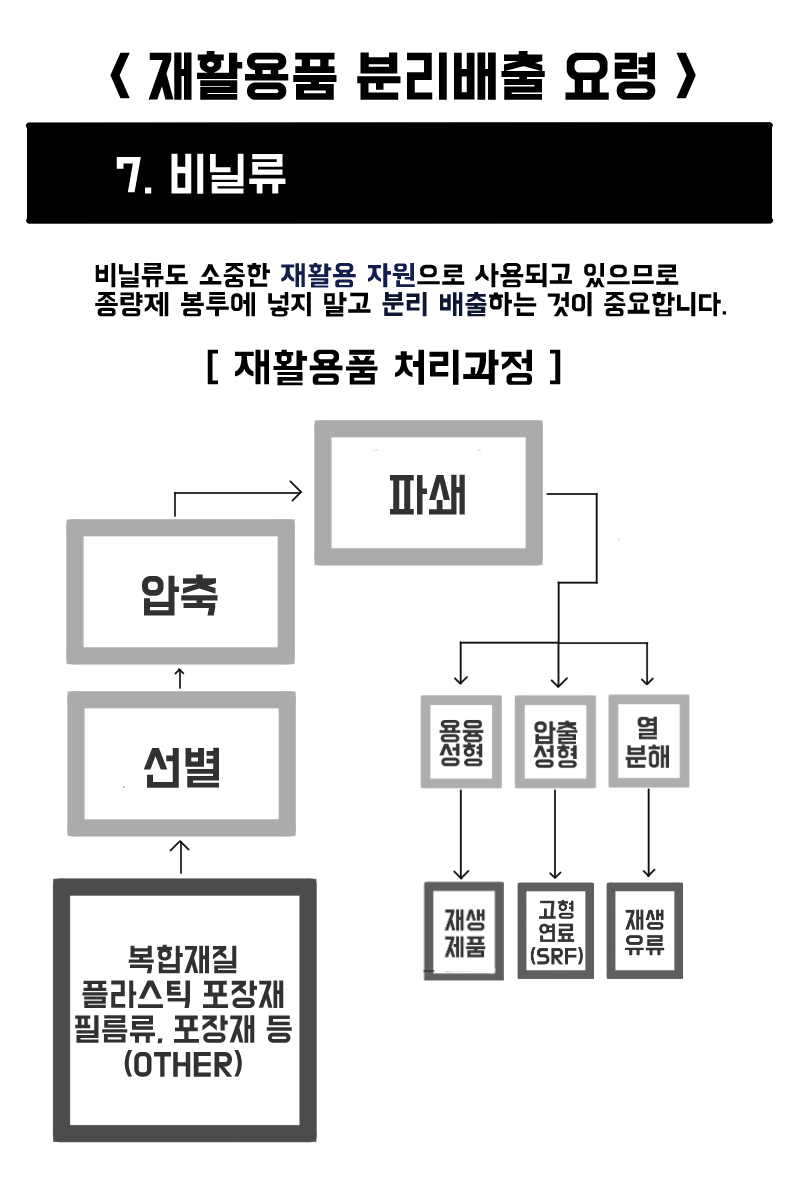 < 재활용품 분리배출 요령 >
7. 비닐류
비닐류도 소중한 재활용 자원으로 사용되고 있으므로
종량제 봉투에 넣지 말고 분리 배출하는 것이 중요합니다.
[ 재활용품 처리과정 ]
파쇄
압축
선별
복합재질
플라스틱 포장재
필름류, 포장재 등
(OTHER)
용융
성형
압출
성형
열
분해
재생
제품
고형
연료
(SRF)
재생
유류